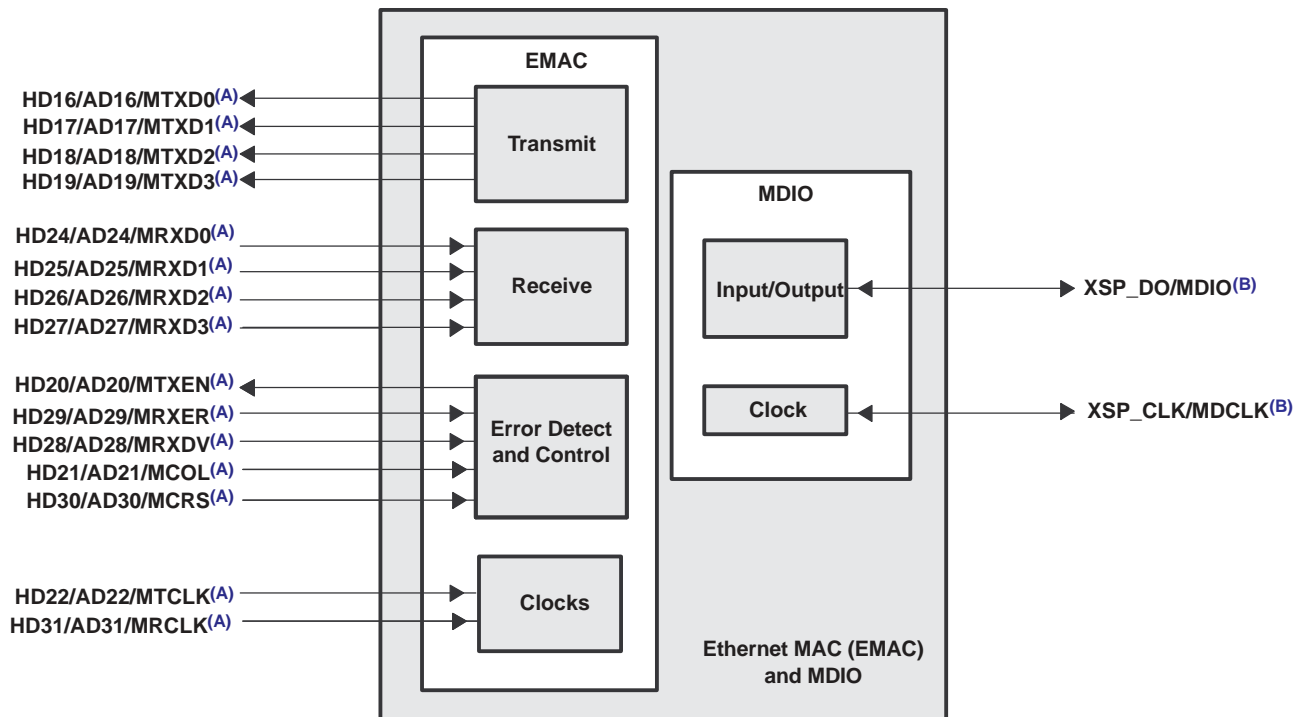 EMAC
HD16/AD16/MTXD0(A)
HD17/AD17/MTXD1(A)
HD18/AD18/MTXD2(A)
HD19/AD19/MTXD3(A)
Transmit
HD24/AD24/MRXD0(A)
HD25/AD25/MRXD1(A)
HD26/AD26/MRXD2(A)
HD27/AD27/MRXD3(A)
Receive
HD20/AD20/MTXEN(A)
HD29/AD29/MRXER(A)
HD28/AD28/MRXDV(A)
HD21/AD21/MCOL(A)
HD30/AD30/MCRS(A)
Error Detect
and Control
HD22/AD22/MTCLK(A)
HD31/AD31/MRCLK(A)
Clocks
MDIO
Input/Output
XSP_DO/MDIO(B)
Clock
XSP_CLK/MDCLK(B)
Ethernet MAC (EMAC)
and MDIO